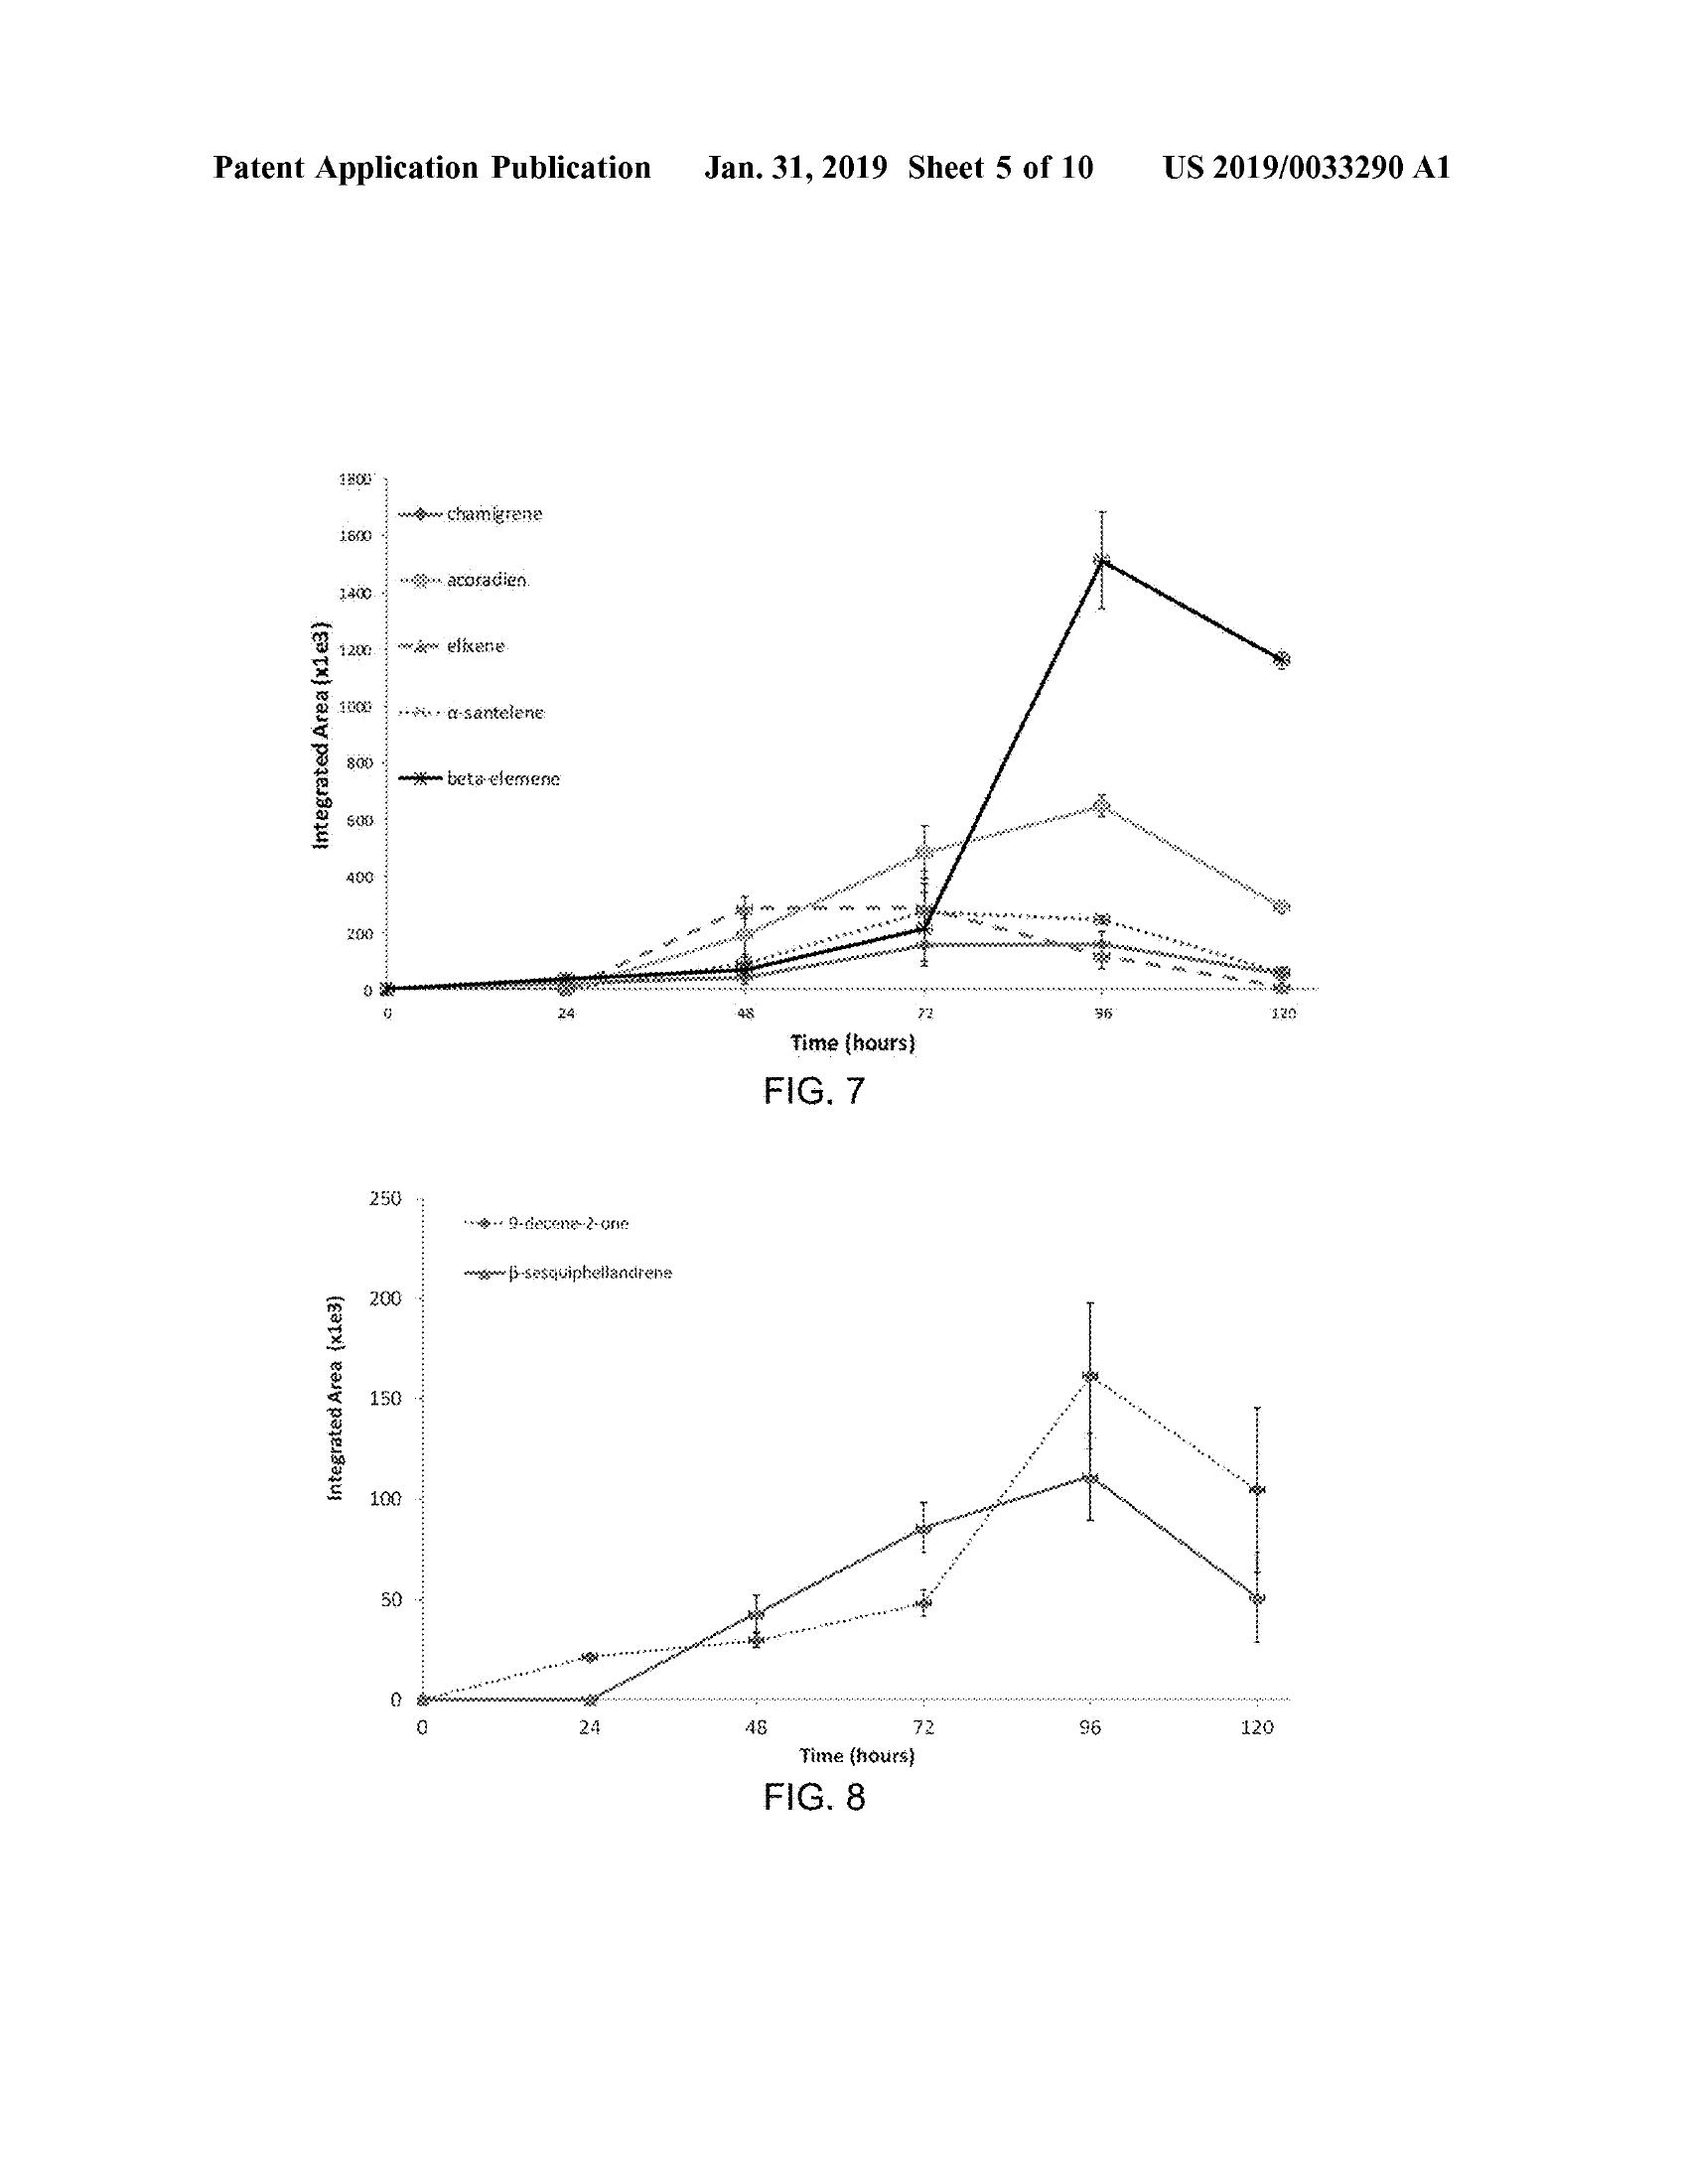 Patent Application Publication Jan. 31, 2019 Sheet 5 of 10 US 2019/0033290 A1
1800
1600
1400
1200
1000
800
600
400
200
0
Integrated Area (x1e3)
chamigrene
acoradien
elixene
α-santelene
beta-elemene
0 24 48 72 96 120
Time (hours)
FIG. 7
250
200
150
100
50
0
Integrated Area (x1e3)
9-decene-2-one
β-sesquiphellandrene
0 24 48 72 96 120
Time (hours)
FIG. 8